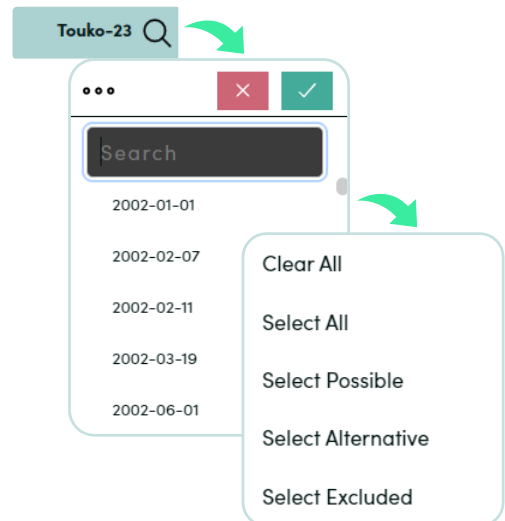 Touko-23
Search
2002-01-01
2002-02-07
2002-02-11
2002-03-19
2002-06-01
Clear All
Select All
Select Possible
Select Alternative
Select Excluded